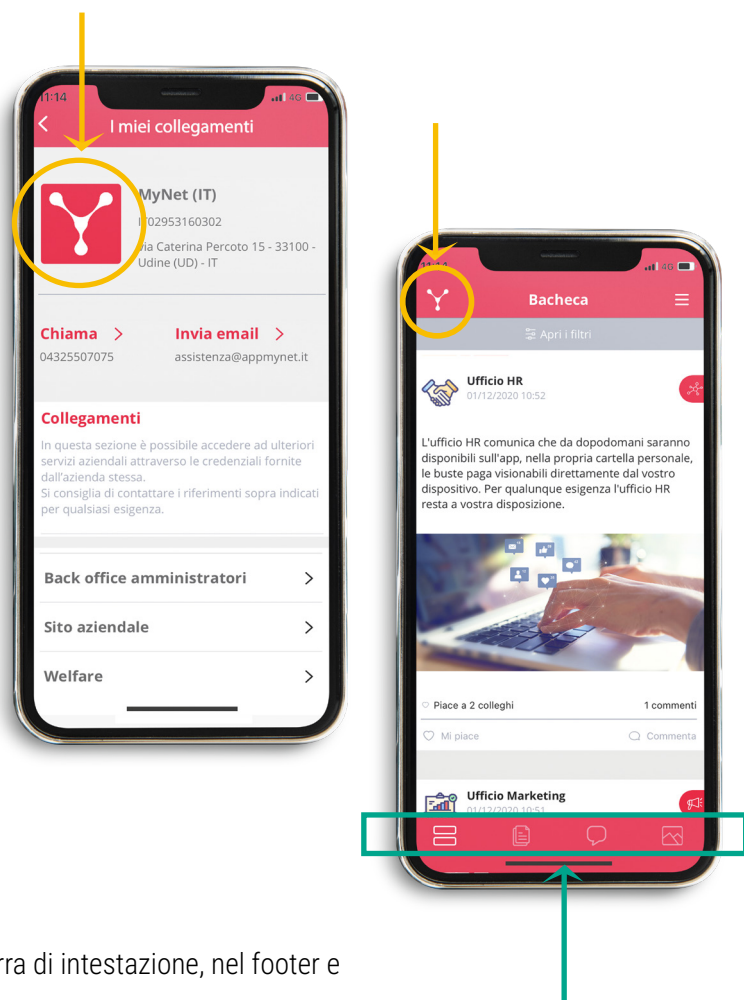 11:14
4G
I miei collegamenti
MyNet (IT)
IT02953160302
Via Caterina Percoto 15 - 33100 -
Udine (UD) - IT
Chiama >
Invia email >
04325507075
assistenza@appmynet.it
Collegamenti
In questa sezione è possibile accedere ad ulteriori
servizi aziendali attraverso le credenziali fornite
dall'azienda stessa.
Si consiglia di contattare i riferimenti sopra indicati
per qualsiasi esigenza.
Back office amministratori >
Sito aziendale >
Welfare >
11:14
4G
Bacheca
Apri i filtri
Ufficio HR
01/12/2020 10:52
L'ufficio HR comunica che da dopodomani saranno
disponibili sull'app, nella propria cartella personale,
le buste paga visionabili direttamente dal vostro
dispositivo. Per qualunque esigenza l'ufficio HR
resta a vostra disposizione.
Piace a 2 colleghi
1 commenti
Mi piace
Commenta
Ufficio Marketing
01/12/2020 10:51
rra di intestazione, nel footer e